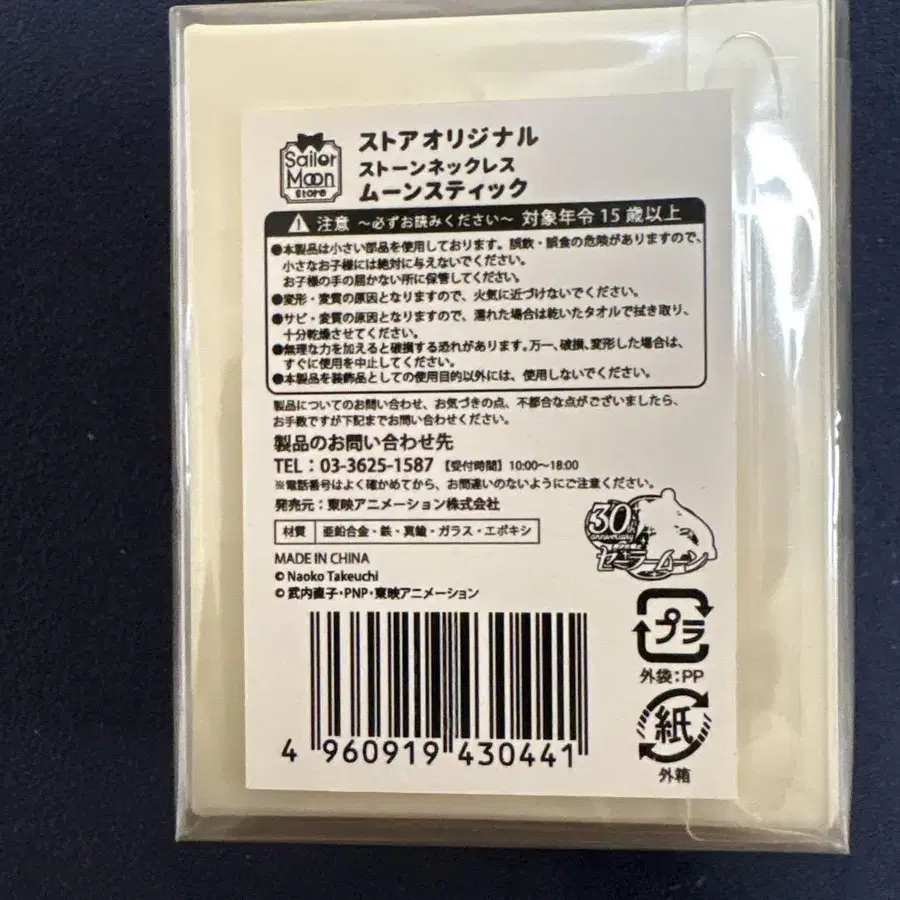 Sailor
Moon
store
ストアオリジナル
ストーンネックレス
ムーンスティック
注意 ～必ずお読みください～ 対象年令15歳以上
●本製品は小さい部品を使用しております。誤飲・誤食の危険がありますので、
小さなお子様には絶対に与えないでください。
お子様の手の届かない所に保管してください。
●変形・変質の原因となりますので、火気に近づけないでください。
●サビ・変質の原因となりますので、濡れた場合は乾いたタオルで拭き取り、
十分乾燥させてください。
●無理な力を加えると破損する恐れがあります。万一、破損、変形した場合は、
すぐに使用を中止してください。
●本製品を装飾品としての使用目的以外には、使用しないでください。
製品についてのお問い合わせ、お気づきの点、不都合な点がございましたら、
お手数ですが下記までお問い合わせください。
製品のお問い合わせ先
TEL：03-3625-1587 【受付時間】10:00～18:00
※電話番号はよく確かめてから、お間違いのないようにご注意ください。
発売元：東映アニメーション株式会社
材質 亜鉛合金・鉄・真鍮・ガラス・エポキシ
MADE IN CHINA
© Naoko Takeuchi
© 武内直子・PNP・東映アニメーション
30th
anniversary
セーラームーン
プラ
外袋：PP
紙
外箱
4 960919 430441